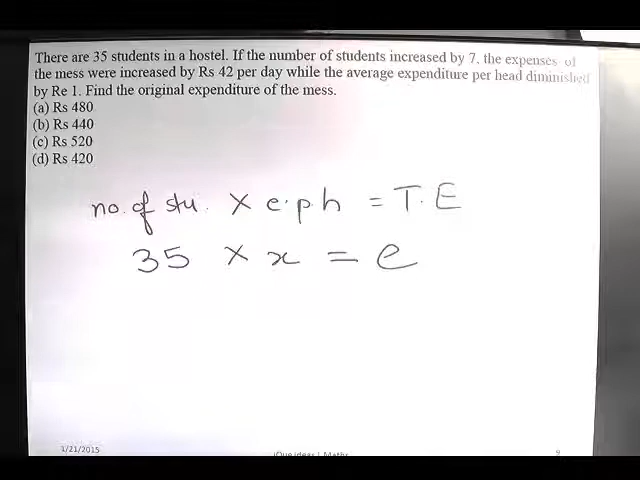 There are 35 students in a hostel. If the number of students increased by 7, the expenses of
the mess were increased by Rs 42 per day while the average expenditure per head diminished
by Re 1. Find the original expenditure of the mess.
(a) Rs 480
(b) Rs 440
(c) Rs 520
(d) Rs 420
no. of stu. X e.p.h = T.E
35 X x = e
1/21/2015 iQue ideas | Maths 9